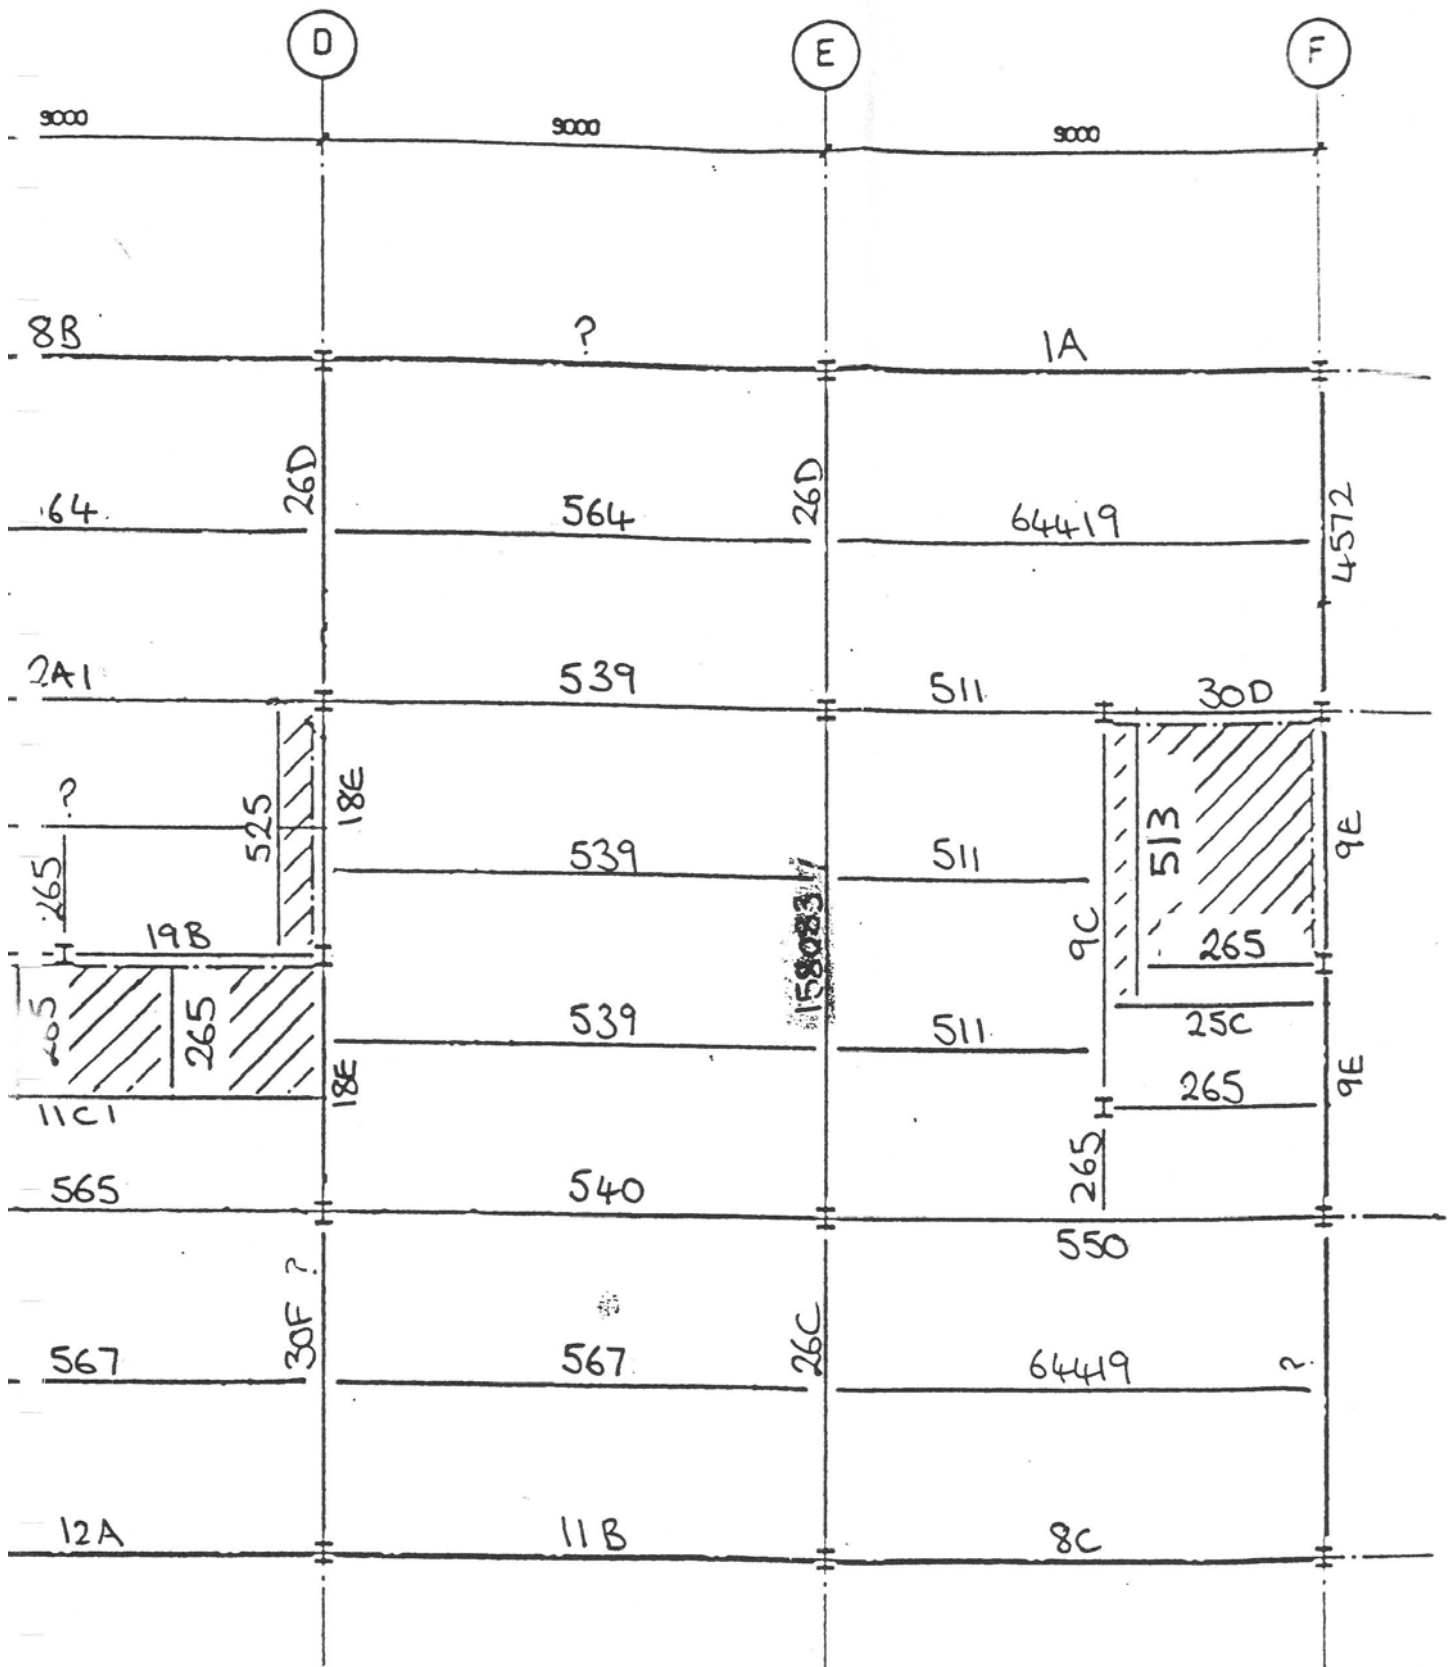 D E F
9000 9000 9000
8B ? 1A
26D 26D
64. 564 64419
4572
2A1 539 511 30D
? 525 18E
265
539 511 513 9E
19B 158083 9C 265
265 539 511 25C
11C1 18E 265 9E
565 540 265
550
30F ? 26C
567 567 64419 ?
12A 11B 8C